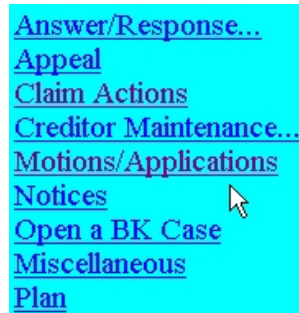 Answer/Response...
Appeal
Claim Actions
Creditor Maintenance...
Motions/Applications
Notices
Open a BK Case
Miscellaneous
Plan